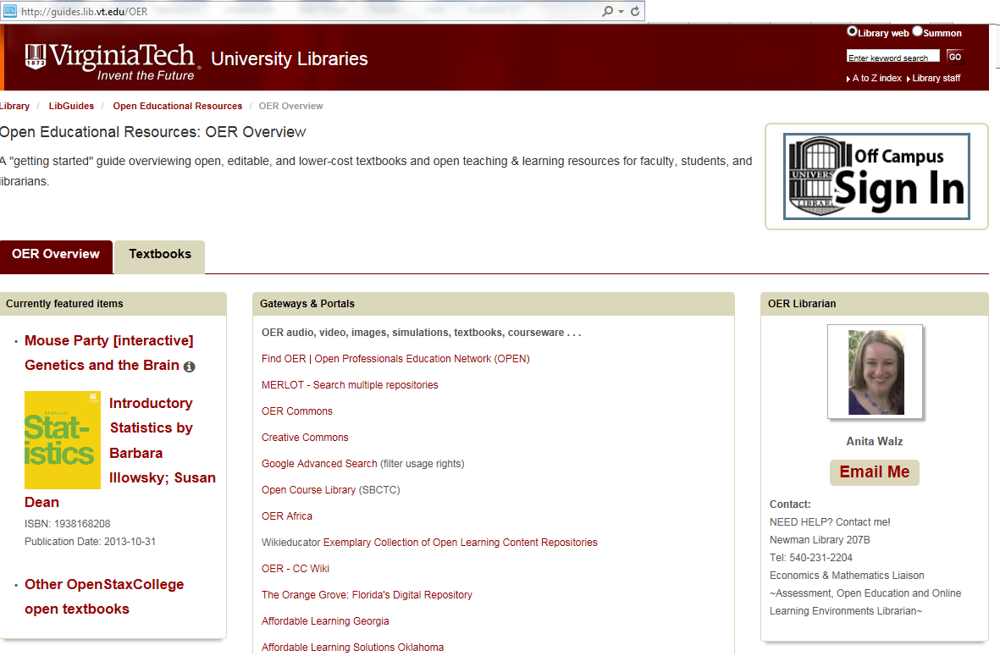 http://guides.lib.vt.edu/OER
Library web Summon
1872 VirginiaTech University Libraries
Invent the Future
Enter keyword search GO
A to Z index Library staff
Library / LibGuides / Open Educational Resources / OER Overview
Open Educational Resources: OER Overview
A "getting started" guide overviewing open, editable, and lower-cost textbooks and open teaching & learning resources for faculty, students, and
librarians.
Off Campus
UNIVERS
Sign In
LIBRAR
OER Overview Textbooks
Currently featured items
• Mouse Party [interactive]
Genetics and the Brain
Stat-
istics
Introductory
Statistics by
Barbara
Illowsky; Susan
Dean
ISBN: 1938168208
Publication Date: 2013-10-31
• Other OpenStaxCollege
open textbooks
Gateways & Portals
OER audio, video, images, simulations, textbooks, courseware . . .
Find OER | Open Professionals Education Network (OPEN)
MERLOT - Search multiple repositories
OER Commons
Creative Commons
Google Advanced Search (filter usage rights)
Open Course Library (SBCTC)
OER Africa
Wikieducator Exemplary Collection of Open Learning Content Repositories
OER - CC Wiki
The Orange Grove: Florida's Digital Repository
Affordable Learning Georgia
Affordable Learning Solutions Oklahoma
OER Librarian
Anita Walz
Email Me
Contact:
NEED HELP? Contact me!
Newman Library 207B
Tel: 540-231-2204
Economics & Mathematics Liaison
~Assessment, Open Education and Online
Learning Environments Librarian~